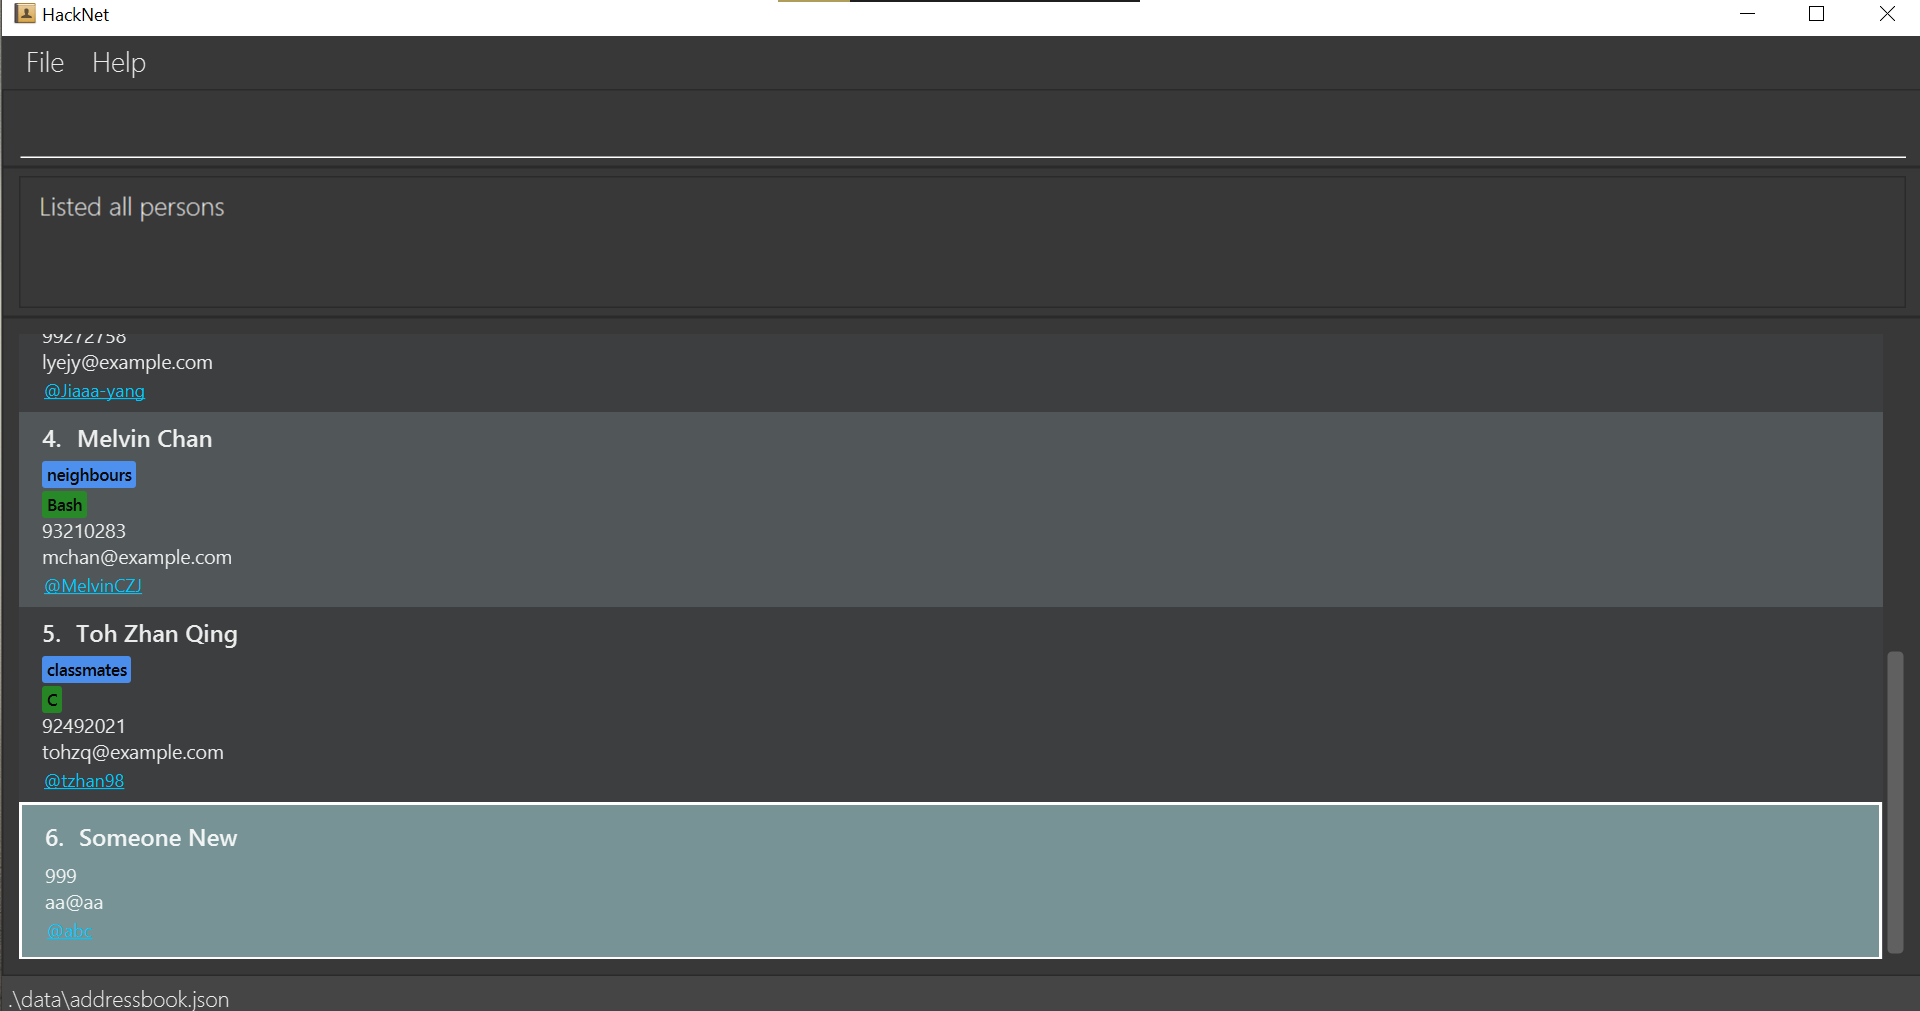 HackNet
File Help
Listed all persons
99272758
lyejy@example.com
@Jiaaa-yang
4. Melvin Chan
neighbours
Bash
93210283
mchan@example.com
@MelvinCZJ
5. Toh Zhan Qing
classmates
C
92492021
tohzq@example.com
@tzhan98
6. Someone New
999
aa@aa
@abc
.\data\addressbook.json